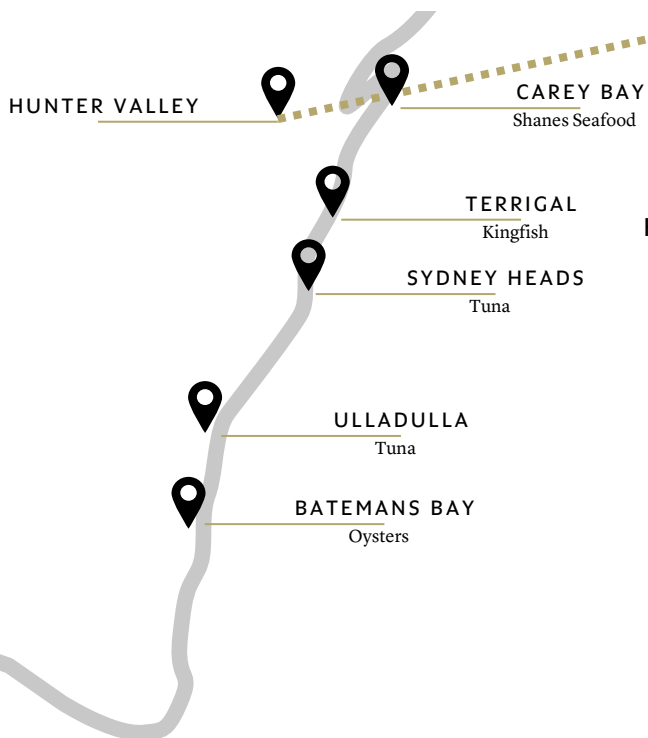 HUNTER VALLEY
CAREY BAY
Shanes Seafood
TERRIGAL
Kingfish
SYDNEY HEADS
Tuna
ULLADULLA
Tuna
BATEMANS BAY
Oysters